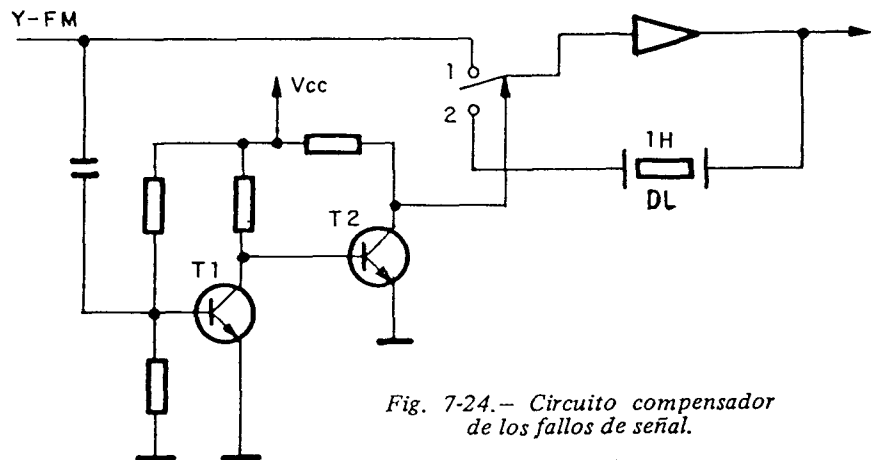 Y-FM
Vcc
1
2
1H
DL
T2
T1
Fig. 7-24.— Circuito compensador
de los fallos de señal.